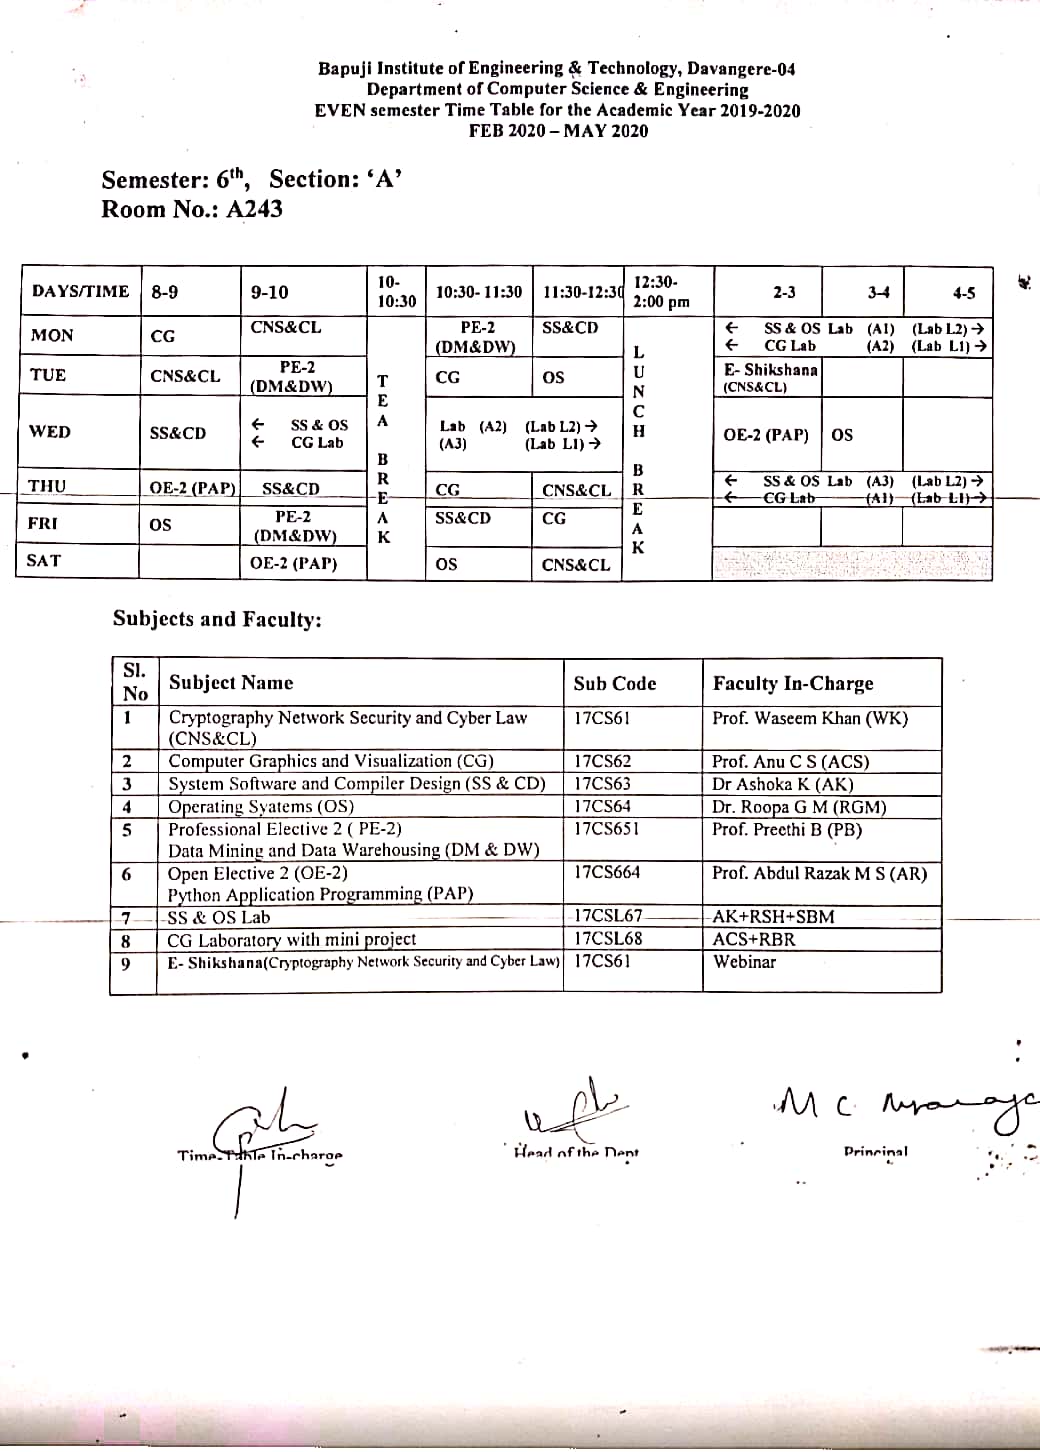 Bapuji Institute of Engineering & Technology, Davangere-04
Department of Computer Science & Engineering
EVEN semester Time Table for the Academic Year 2019-2020
FEB 2020 – MAY 2020
Semester: 6th, Section: ‘A’
Room No.: A243
DAYS/TIME 8-9 9-10 10-10:30 10:30-11:30 11:30-12:30 12:30-2:00 pm 2-3 3-4 4-5
MON CG CNS&CL PE-2 (DM&DW) SS&CD ← SS & OS Lab (A1) (Lab L2) →
← CG Lab (A2) (Lab L1) →
TUE CNS&CL PE-2 (DM&DW) CG OS E- Shikshana (CNS&CL)
WED SS&CD ← SS & OS Lab (A2) (Lab L2) → OE-2 (PAP) OS
← CG Lab (A3) (Lab L1) →
THU OE-2 (PAP) SS&CD CG CNS&CL ← SS & OS Lab (A3) (Lab L2) →
← CG Lab (A1) (Lab L1) →
FRI OS PE-2 (DM&DW) SS&CD CG
SAT OE-2 (PAP) OS CNS&CL
TEA BREAK
LUNCH BREAK
Subjects and Faculty:
Sl. No Subject Name Sub Code Faculty In-Charge
1 Cryptography Network Security and Cyber Law (CNS&CL) 17CS61 Prof. Waseem Khan (WK)
2 Computer Graphics and Visualization (CG) 17CS62 Prof. Anu C S (ACS)
3 System Software and Compiler Design (SS & CD) 17CS63 Dr Ashoka K (AK)
4 Operating Syatems (OS) 17CS64 Dr. Roopa G M (RGM)
5 Professional Elective 2 ( PE-2) 17CS651 Prof. Preethi B (PB)
Data Mining and Data Warehousing (DM & DW)
6 Open Elective 2 (OE-2) 17CS664 Prof. Abdul Razak M S (AR)
Python Application Programming (PAP)
7 SS & OS Lab 17CSL67 AK+RSH+SBM
8 CG Laboratory with mini project 17CSL68 ACS+RBR
9 E- Shikshana(Cryptography Network Security and Cyber Law) 17CS61 Webinar
M C
Time-Table In-charge Head of the Dept Principal